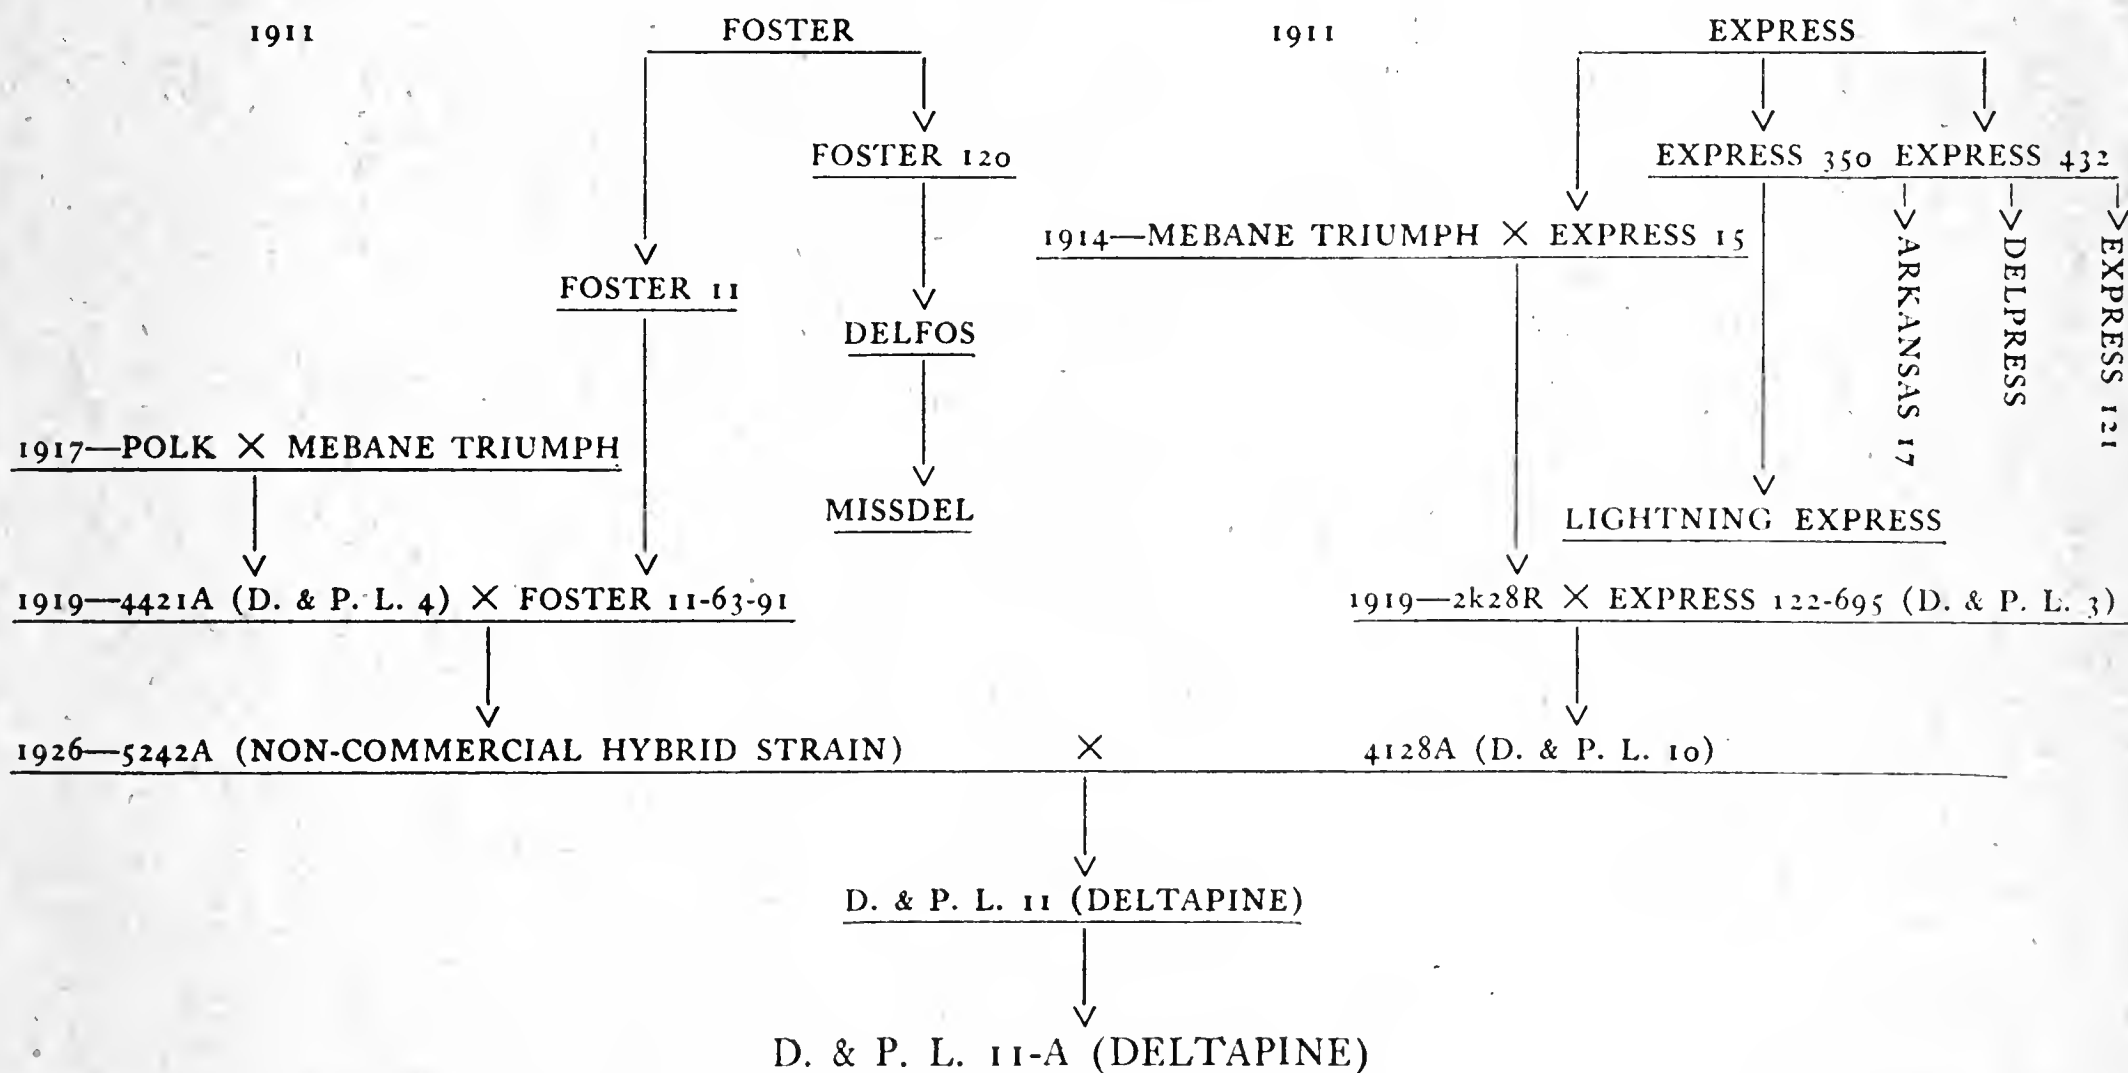 1911 FOSTER 1911 EXPRESS
FOSTER 120 EXPRESS 350 EXPRESS 432
1914—MEBANE TRIUMPH × EXPRESS 15
FOSTER 11
DELFOS
ARKANSAS 17
DELPRESS
EXPRESS 121
1917—POLK × MEBANE TRIUMPH
MISSDEL
LIGHTNING EXPRESS
1919—4421A (D. & P. L. 4) × FOSTER 11-63-91
1919—2k28R × EXPRESS 122-695 (D. & P. L. 3)
1926—5242A (NON-COMMERCIAL HYBRID STRAIN) × 4128A (D. & P. L. 10)
D. & P. L. 11 (DELTAPINE)
D. & P. L. 11-A (DELTAPINE)